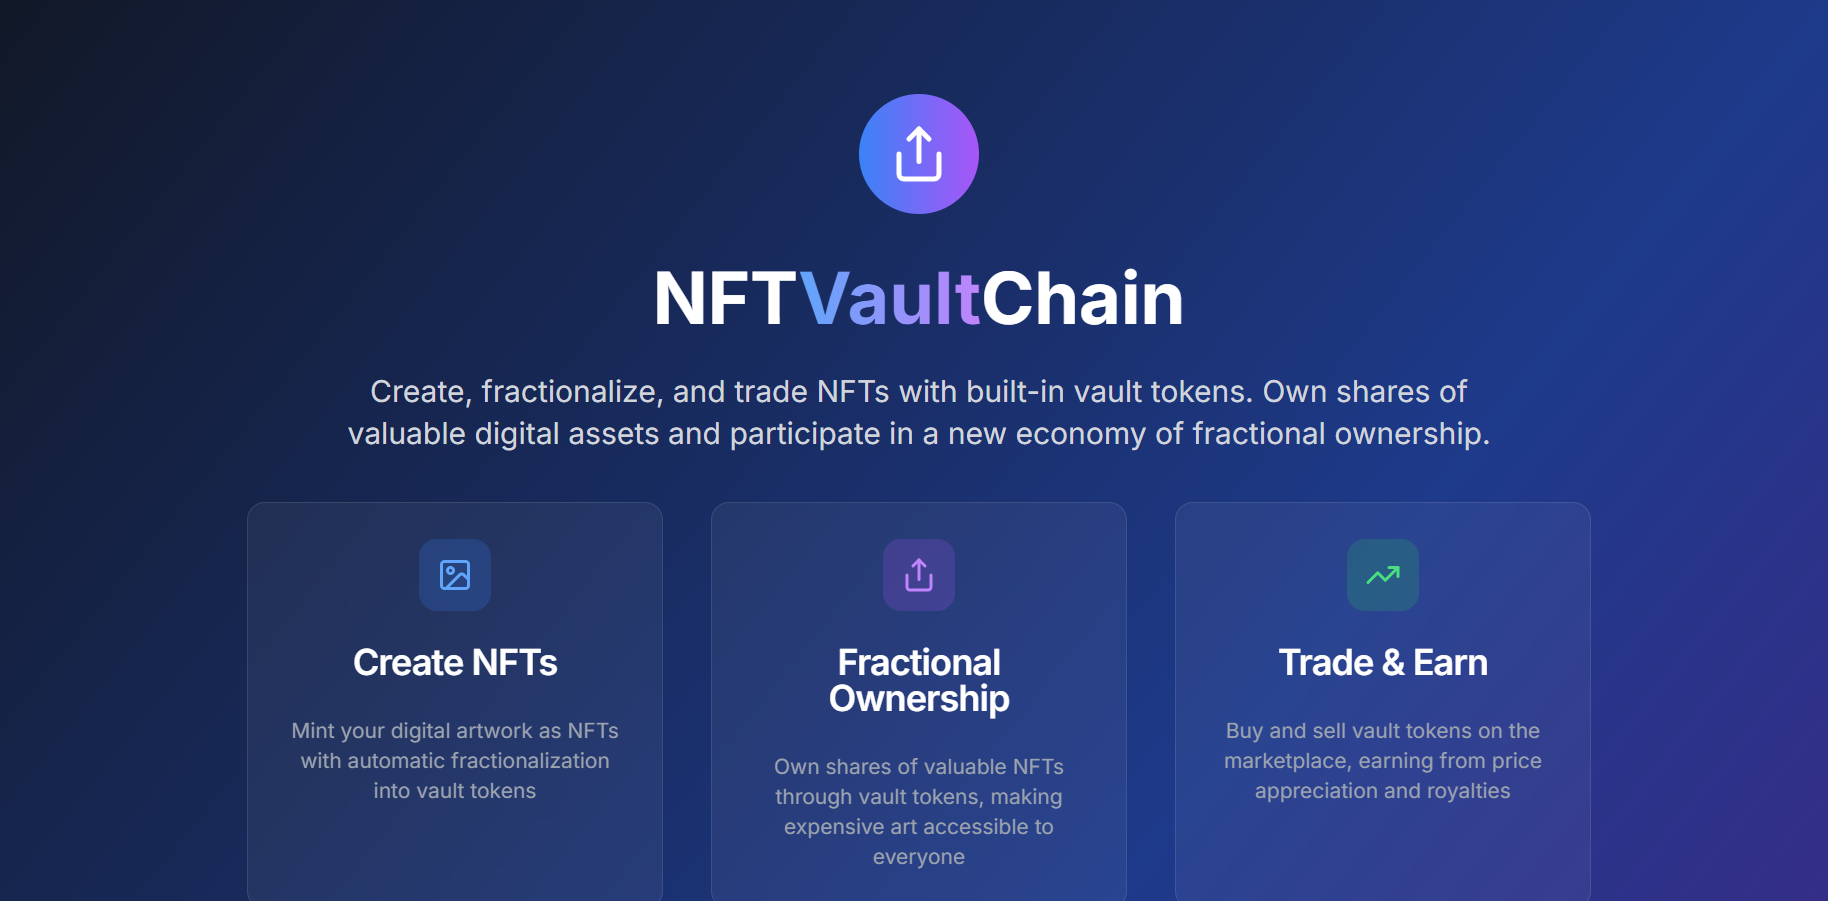 NFTVaultChain
Create, fractionalize, and trade NFTs with built-in vault tokens. Own shares of
valuable digital assets and participate in a new economy of fractional ownership.
Create NFTs
Mint your digital artwork as NFTs
with automatic fractionalization
into vault tokens
Fractional
Ownership
Own shares of valuable NFTs
through vault tokens, making
expensive art accessible to
everyone
Trade & Earn
Buy and sell vault tokens on the
marketplace, earning from price
appreciation and royalties